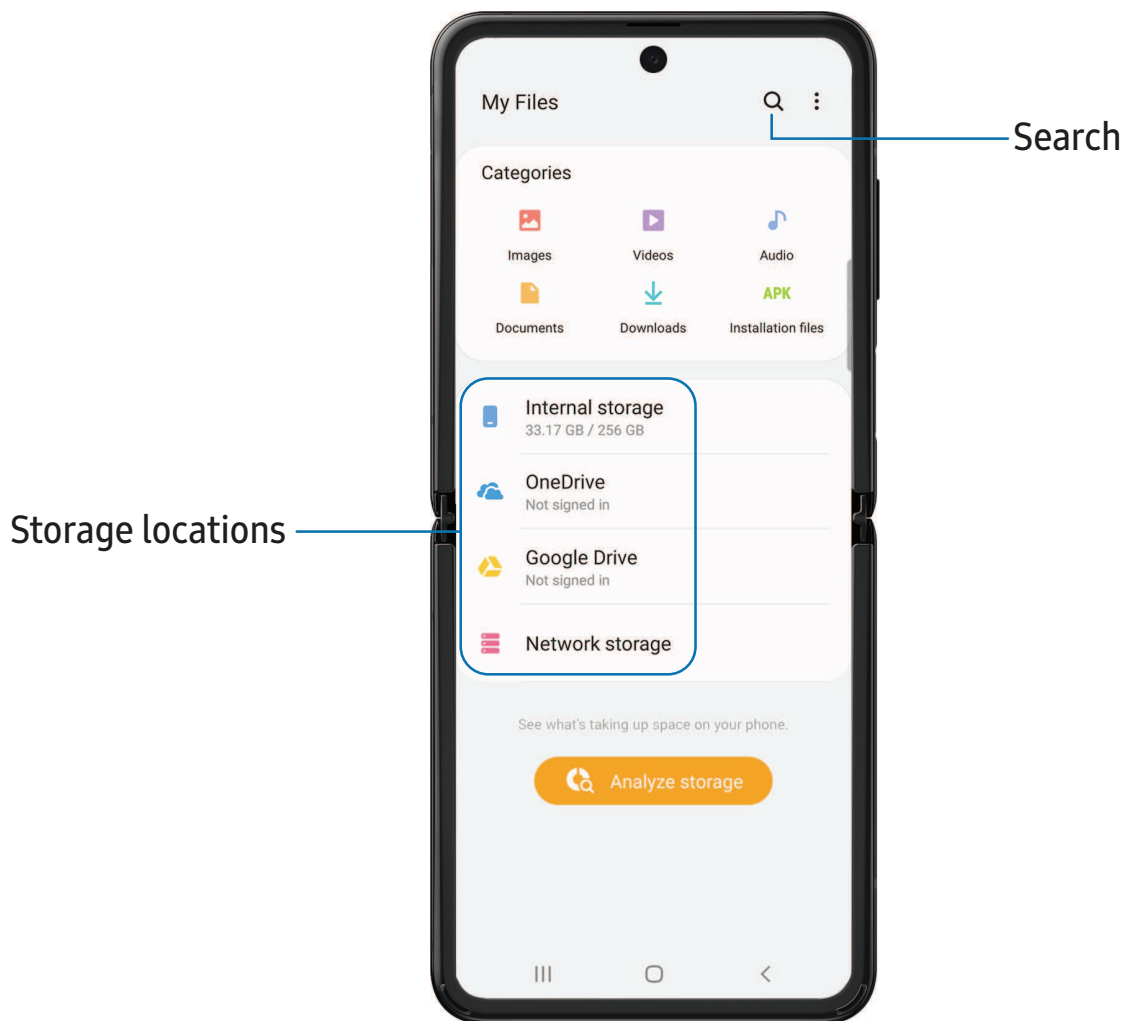 My Files
Search
Categories
Images
Videos
Audio
APK
Documents
Downloads
Installation files
Internal storage
33.17 GB / 256 GB
OneDrive
Not signed in
Storage locations
Google Drive
Not signed in
Network storage
See what's taking up space on your phone.
Analyze storage